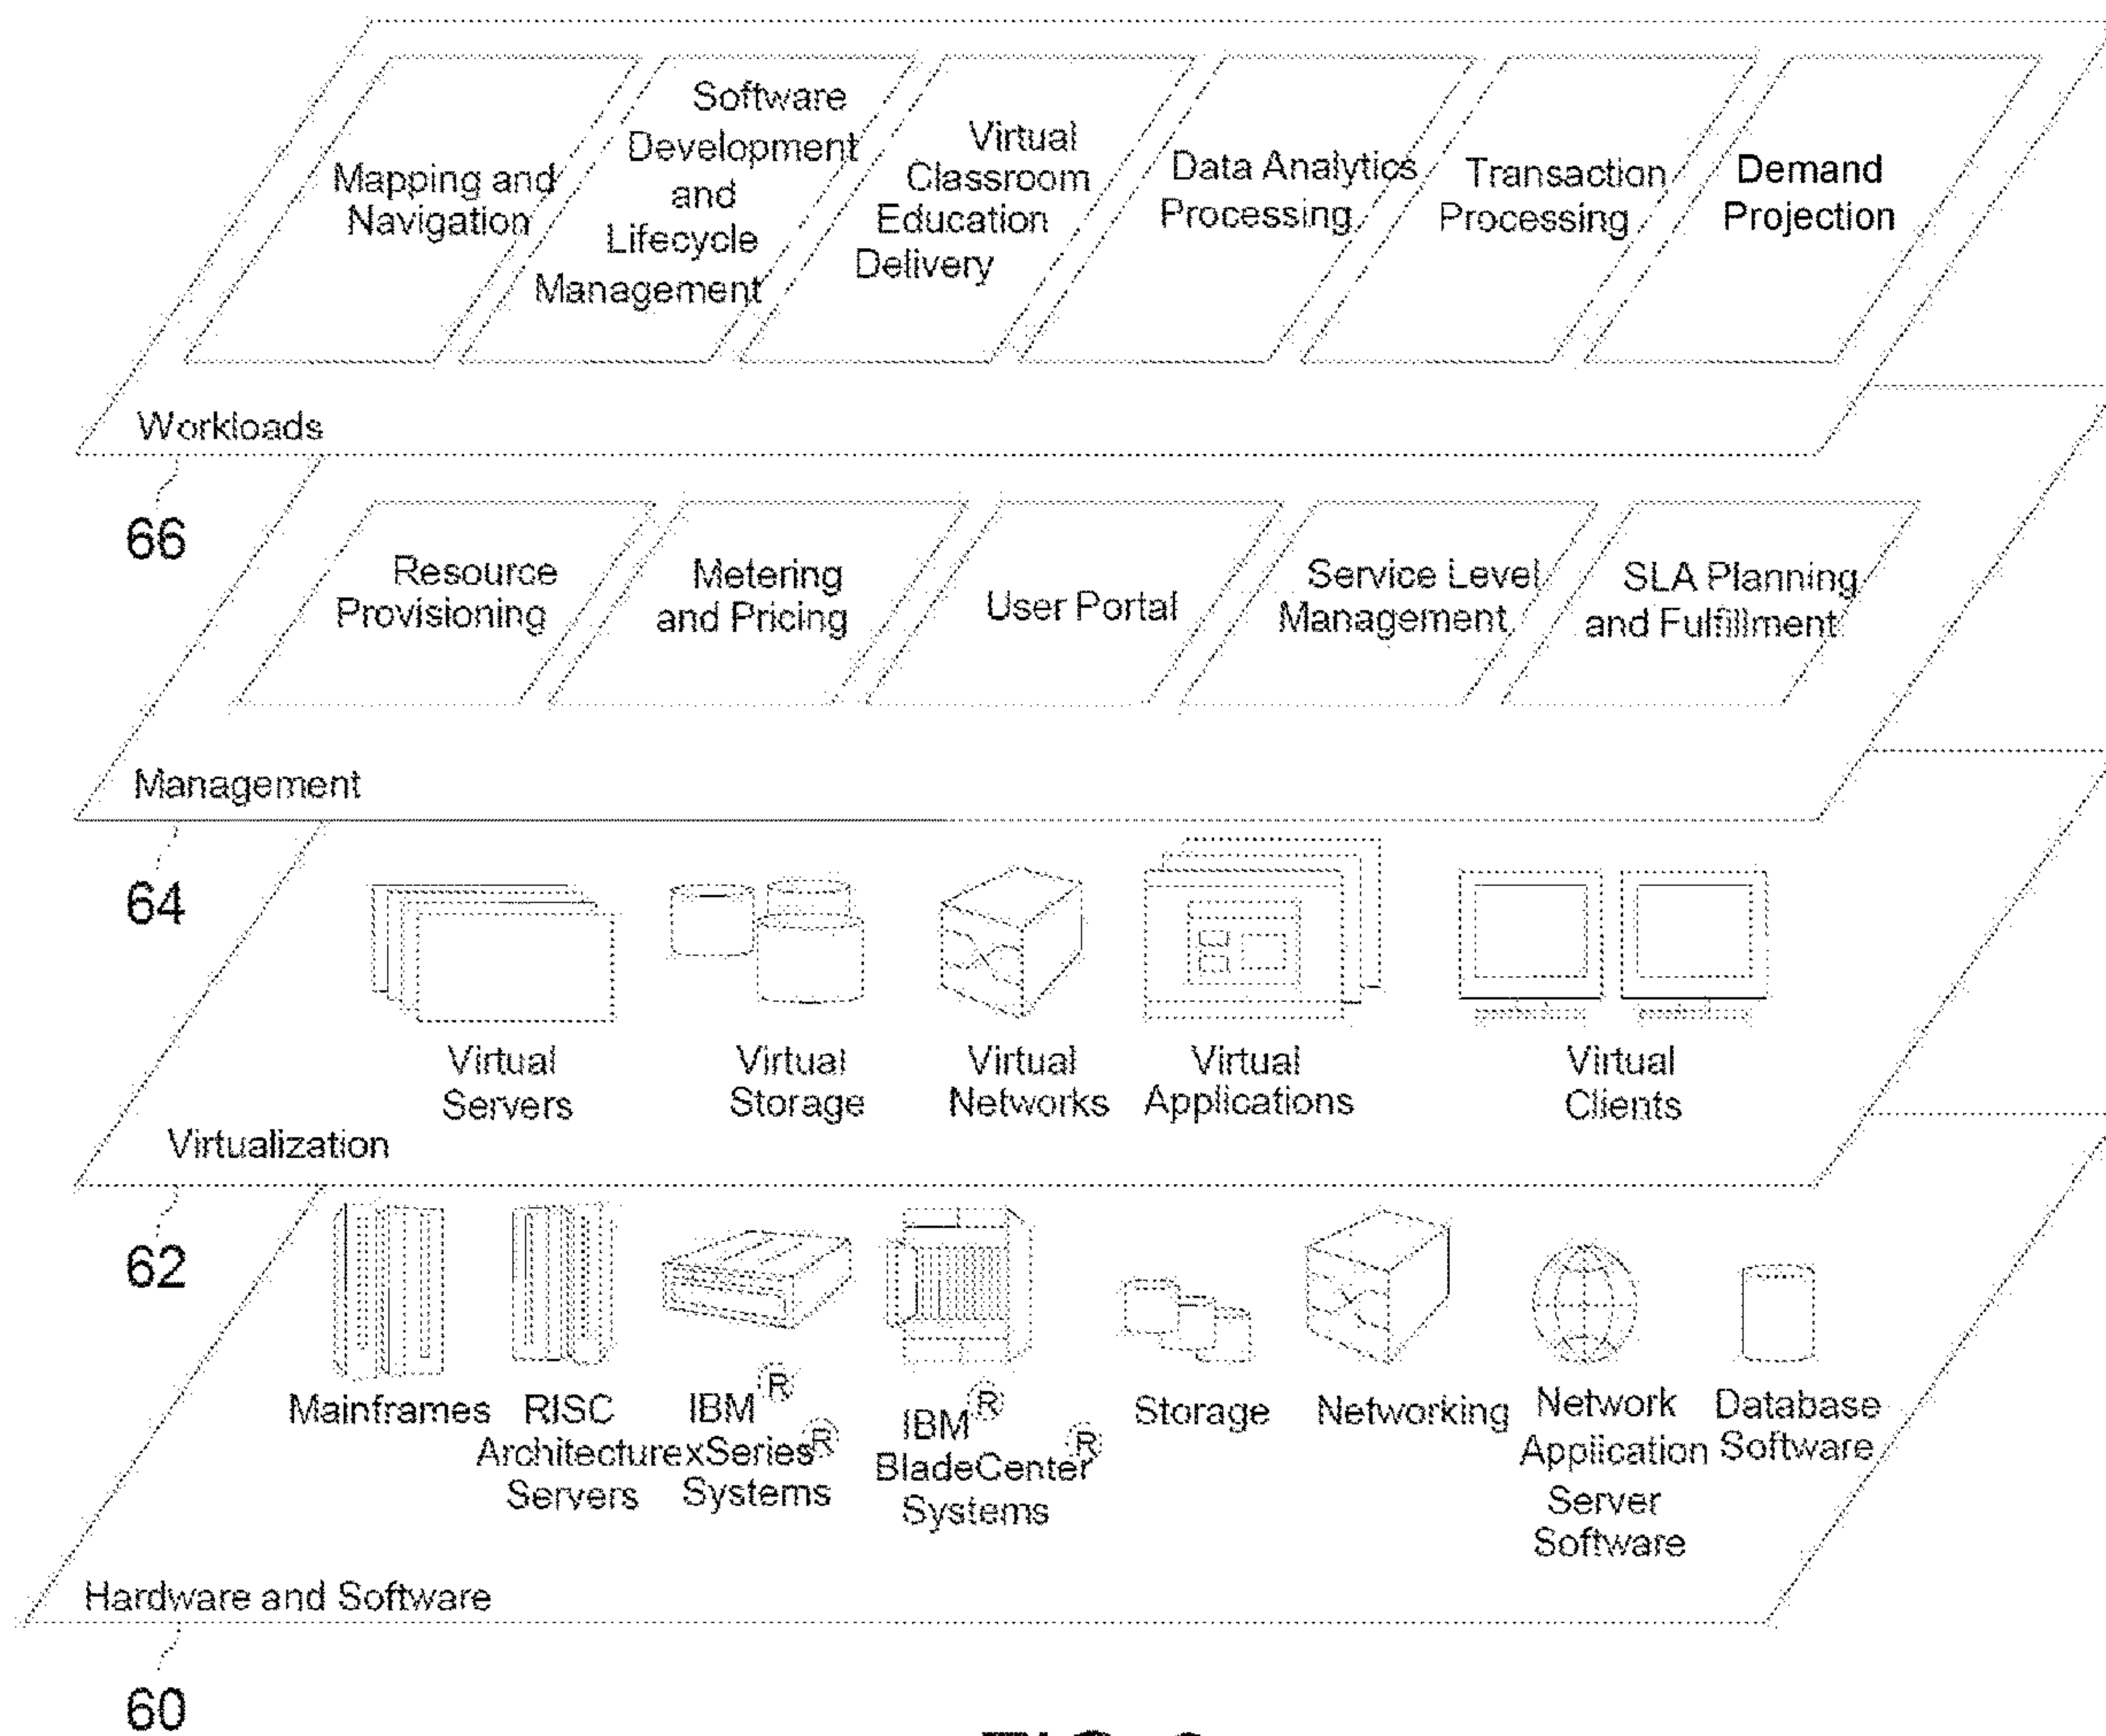 Mapping and
Navigation
Software
Development
and
Lifecycle
Management
Virtual
Classroom
Education
Delivery
Data Analytics
Processing
Transaction
Processing
Demand
Projection
Workloads
66
Resource
Provisioning
Metering
and Pricing
User Portal
Service Level
Management
SLA Planning
and Fulfillment
Management
64
Virtual
Servers
Virtual
Storage
Virtual
Networks
Virtual
Applications
Virtual
Clients
Virtualization
62
Mainframes
RISC
Architecture
Servers
IBM®
xSeries®
Systems
IBM®
BladeCenter®
Systems
Storage
Networking
Network
Application
Server
Software
Database
Software
Hardware and Software
60